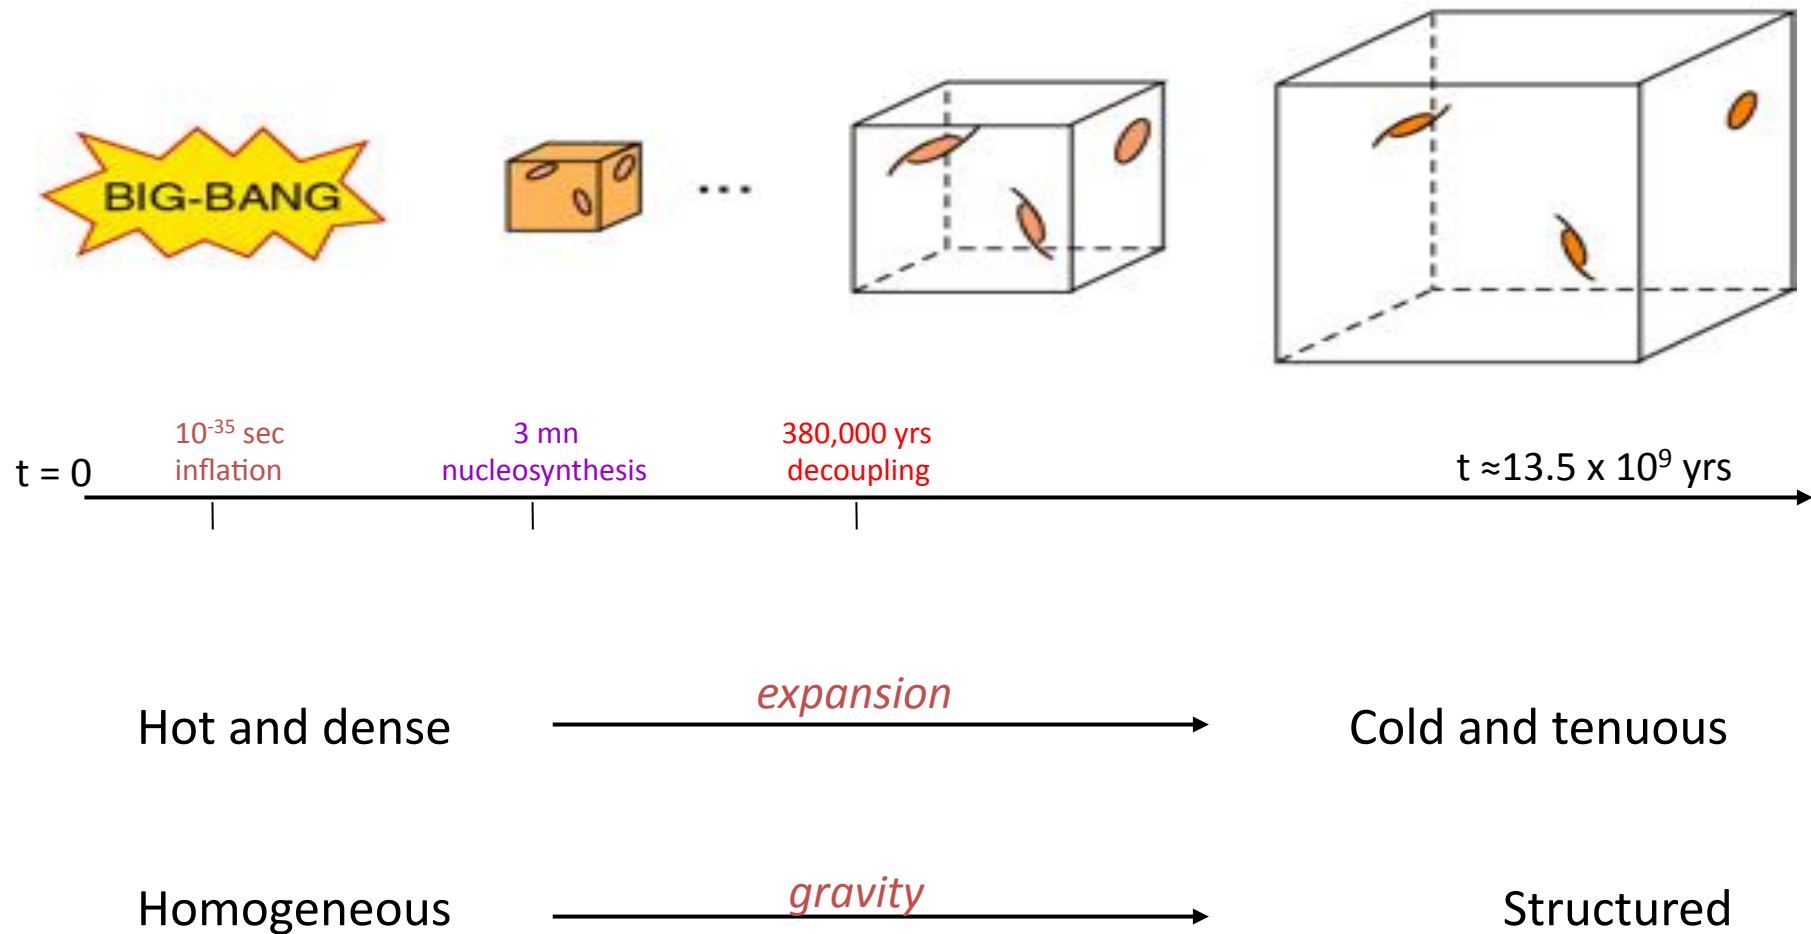 BIG-BANG
...
t = 0
10⁻³⁵ sec
inflation
3 mn
nucleosynthesis
380,000 yrs
decoupling
t ≈13.5 x 10⁹ yrs
Hot and dense
expansion
Cold and tenuous
Homogeneous
gravity
Structured